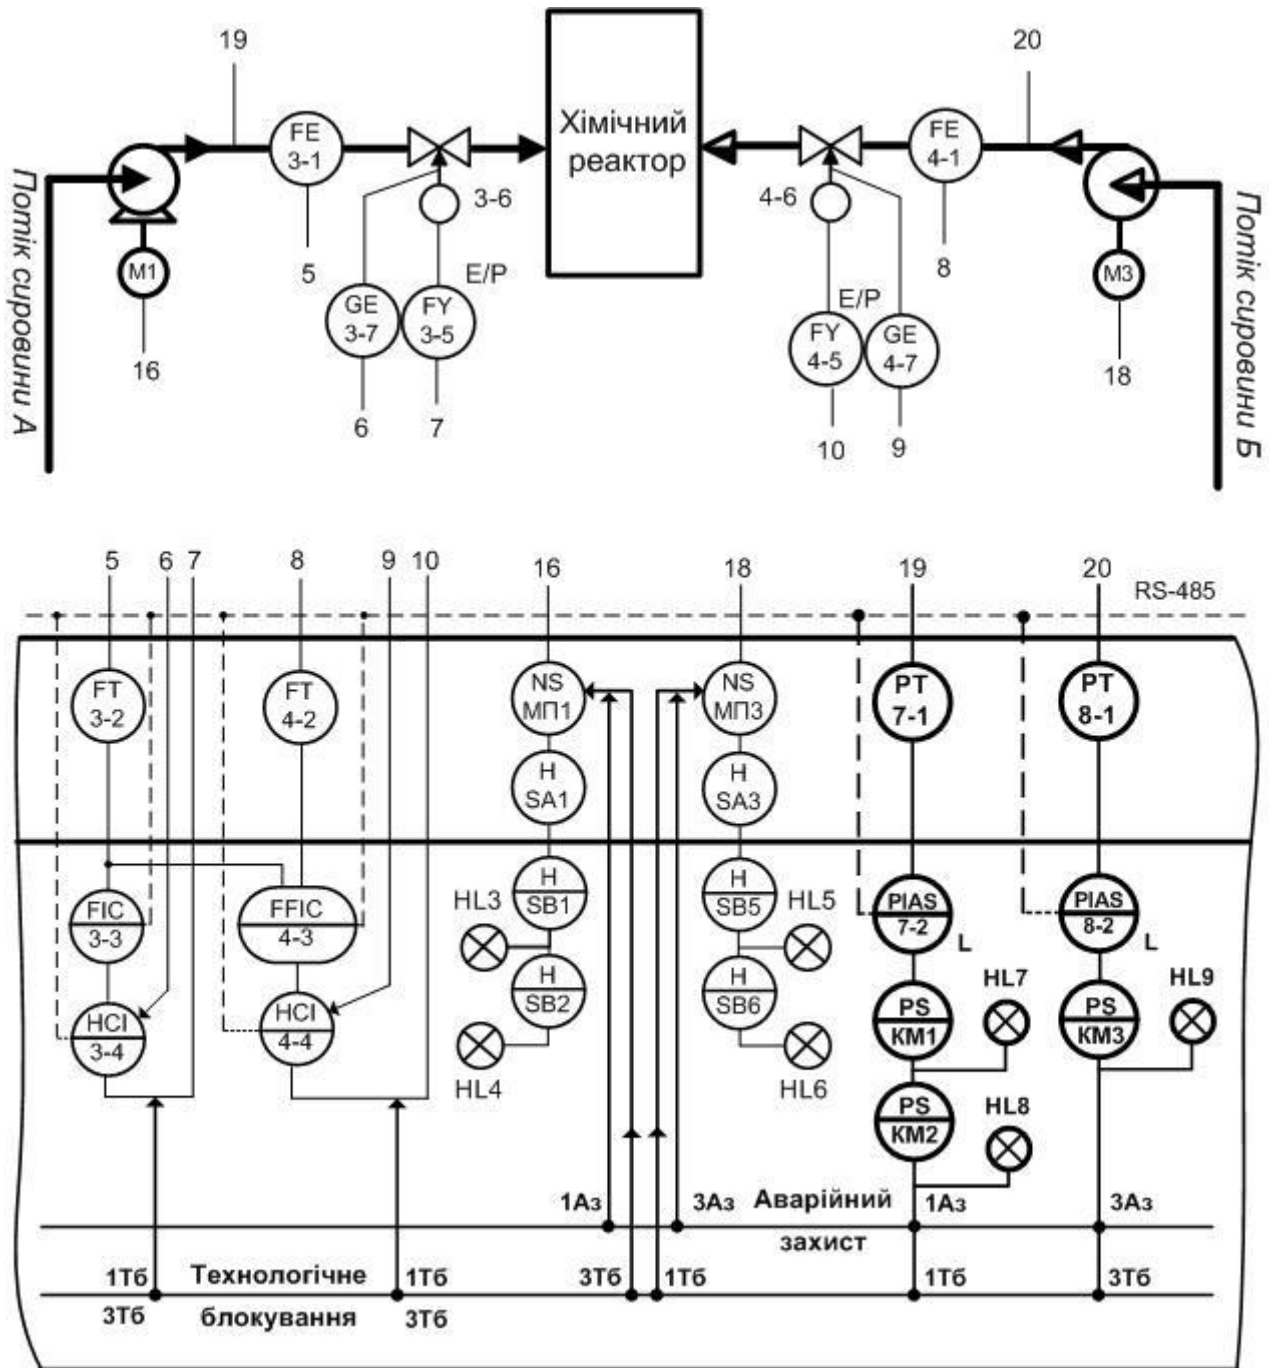 19
20
FE
3-1
Хімічний
реактор
FE
4-1
3-6
4-6
5
8
M1
M3
E/P
E/P
GE
3-7
FY
3-5
FY
4-5
GE
4-7
16
18
6
7
10
9
Потік сировини А
Потік сировини Б
5
6
7
8
9
10
16
18
19
20
RS-485
FT
3-2
FT
4-2
NS
МП1
NS
МП3
PT
7-1
PT
8-1
H
SA1
H
SA3
FIC
3-3
FFIC
4-3
HL3
H
SB1
H
SB5
HL5
PIAS
7-2
L
PIAS
8-2
L
HCI
3-4
HCI
4-4
H
SB2
H
SB6
HL4
HL6
PS
КМ1
HL7
PS
КМ3
HL9
PS
КМ2
HL8
1Аз
3Аз
Аварійний
захист
1Аз
3Аз
1Тб
3Тб
Технологічне
блокування
1Тб
3Тб
3Тб
1Тб
1Тб
3Тб